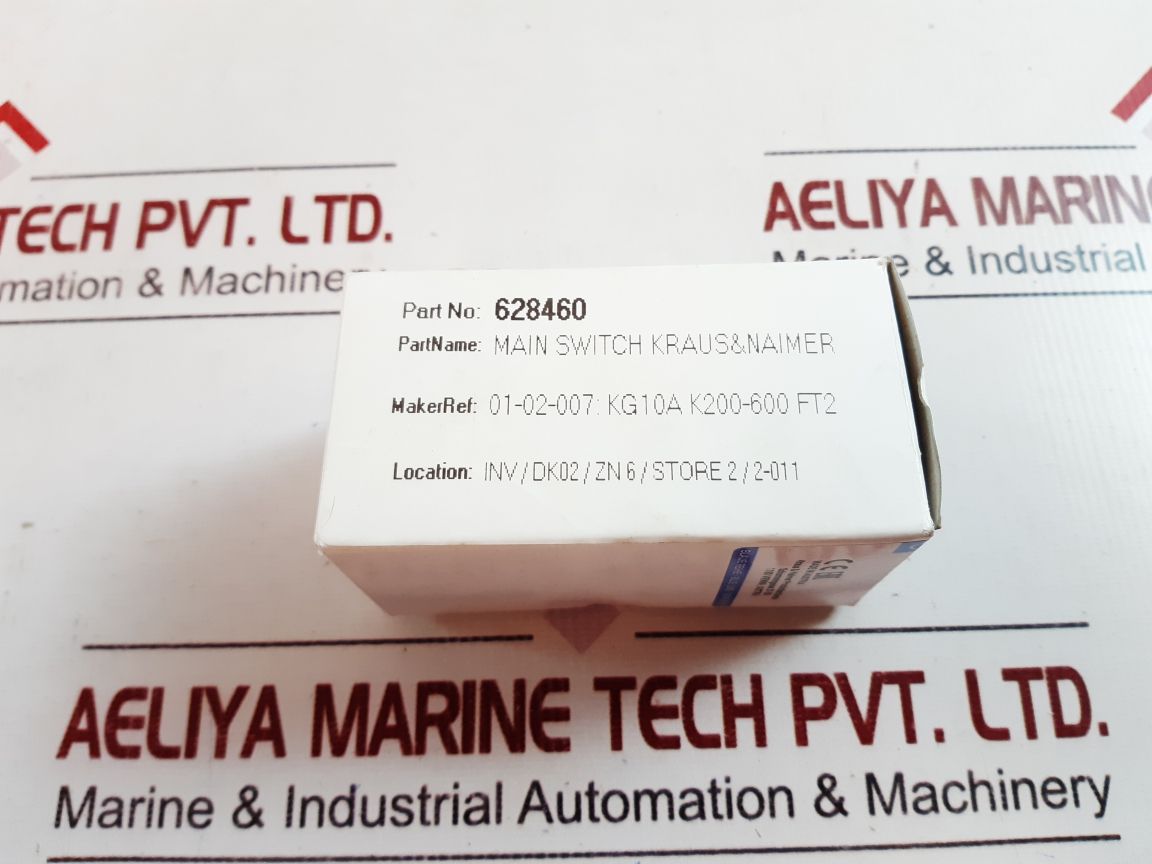 TECH PVT. LTD.
mation & Machine
AELIYA MARIN
Marine & Industrial
Part No: 628460
PartName: MAIN SWITCH KRAUS&NAIMER
MakerRef: 01-02-007: KG10A K200-600 FT2
Location: INV/DK02/ZN 6/STORE 2/2-011
CE
AELIYA MARINE TECH PVT. LTD.
Marine & Industrial Automation & Machinery